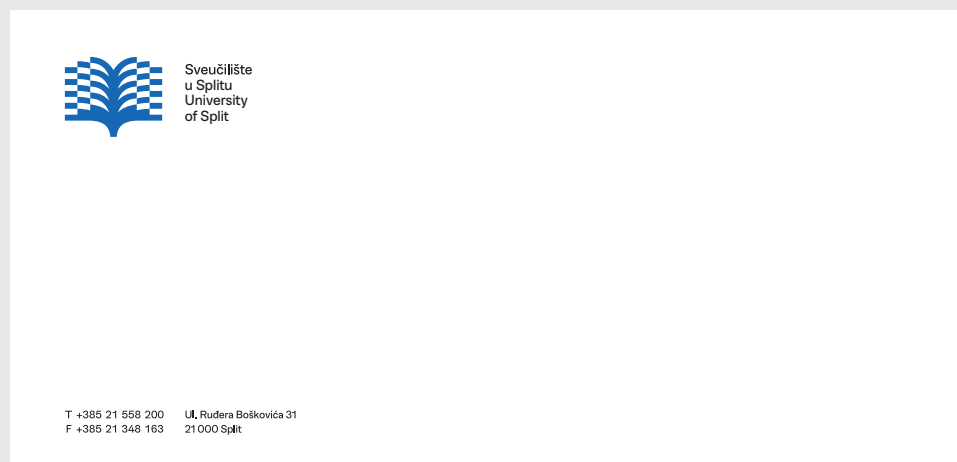 Sveučilište
u Splitu
University
of Split
T +385 21 558 200
F +385 21 348 163
Ul. Ruđera Boškovića 31
21 000 Split